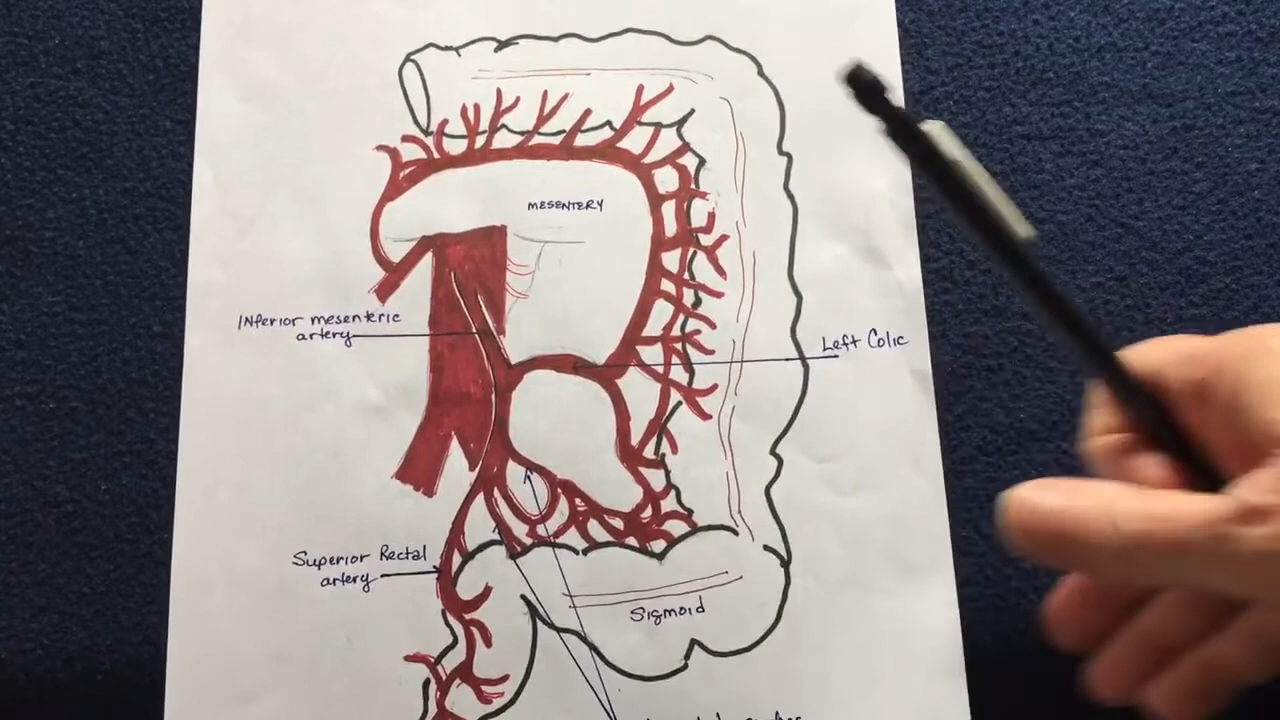 MESENTERY
Inferior mesenteric
artery
Left Colic
Superior Rectal
artery
Sigmoid